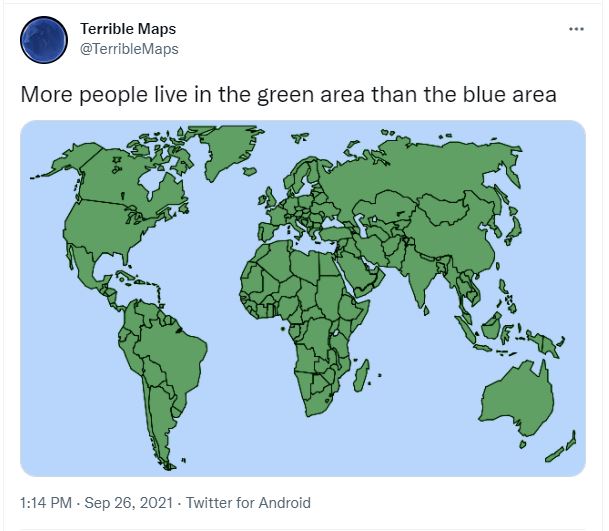 Terrible Maps
@TerribleMaps
More people live in the green area than the blue area
1:14 PM · Sep 26, 2021 · Twitter for Android